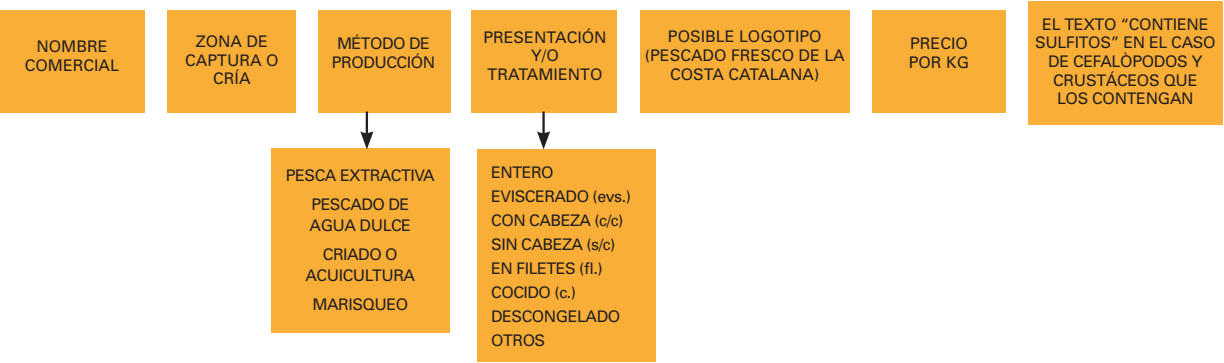 NOMBRE
COMERCIAL
ZONA DE
CAPTURA O
CRÍA
MÉTODO DE
PRODUCCIÓN
PRESENTACIÓN
Y/O
TRATAMIENTO
POSIBLE LOGOTIPO
(PESCADO FRESCO DE LA
COSTA CATALANA)
PRECIO
POR KG
EL TEXTO “CONTIENE
SULFITOS” EN EL CASO
DE CEFALÒPODOS Y
CRUSTÁCEOS QUE
LOS CONTENGAN
PESCA EXTRACTIVA
PESCADO DE
AGUA DULCE
CRIADO O
ACUICULTURA
MARISQUEO
ENTERO
EVISCERADO (evs.)
CON CABEZA (c/c)
SIN CABEZA (s/c)
EN FILETES (fl.)
COCIDO (c.)
DESCONGELADO
OTROS